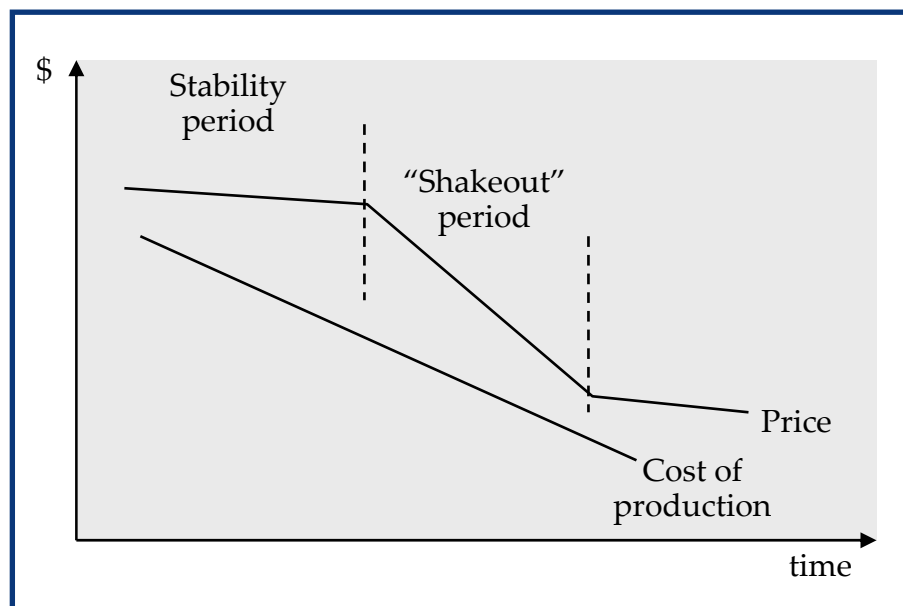 $
Stability
period
“Shakeout”
period
Price
Cost of
production
time